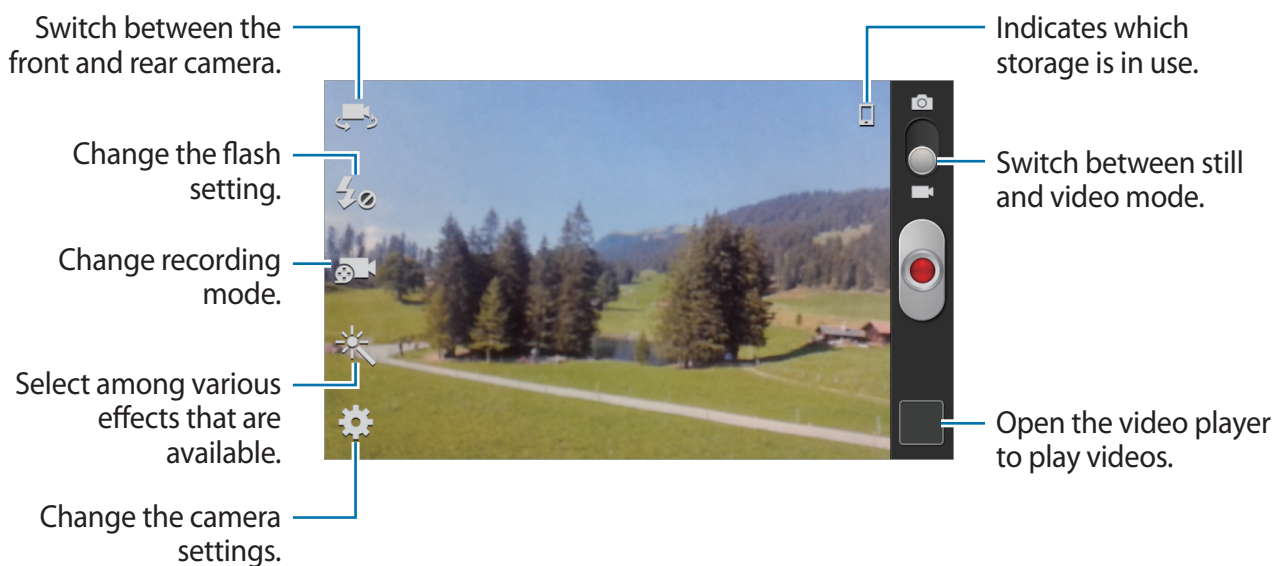 Switch between the
front and rear camera.
Change the flash
setting.
Change recording
mode.
Select among various
effects that are
available.
Change the camera
settings.
Indicates which
storage is in use.
Switch between still
and video mode.
Open the video player
to play videos.